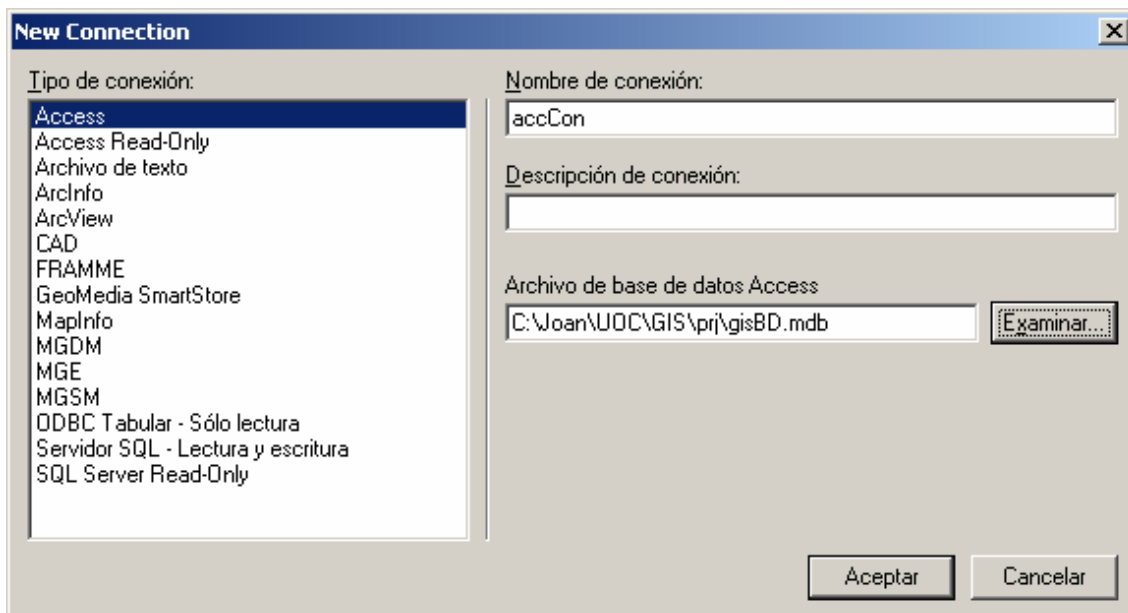 New Connection
Tipo de conexión:
Access
Access Read-Only
Archivo de texto
ArcInfo
ArcView
CAD
FRAMME
GeoMedia SmartStore
MapInfo
MGDM
MGE
MGSM
ODBC Tabular - Sólo lectura
Servidor SQL - Lectura y escritura
SQL Server Read-Only
Nombre de conexión:
accCon
Descripción de conexión:
Archivo de base de datos Access
C:\Joan\UOC\GIS\prj\gisBD.mdb
Examinar...
Aceptar
Cancelar